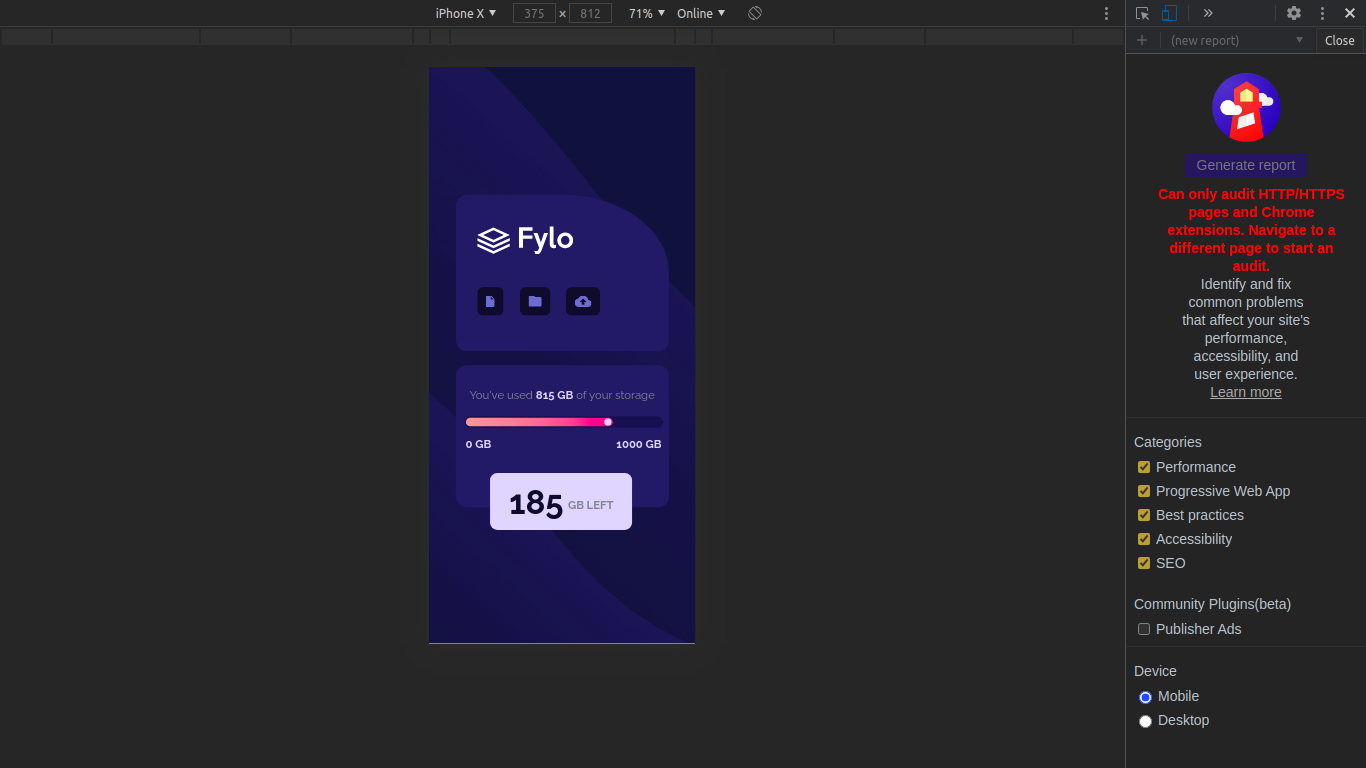 iPhone X 375 × 812 71% Online
(new report)
Close
Generate report
Can only audit HTTP/HTTPS
pages and Chrome
extensions. Navigate to a
different page to start an
audit.
Identify and fix
common problems
that affect your site's
performance,
accessibility, and
user experience.
Learn more
Categories
Performance
Progressive Web App
Best practices
Accessibility
SEO
Community Plugins(beta)
Publisher Ads
Device
Mobile
Desktop
Fylo
You've used 815 GB of your storage
0 GB 1000 GB
185 GB LEFT